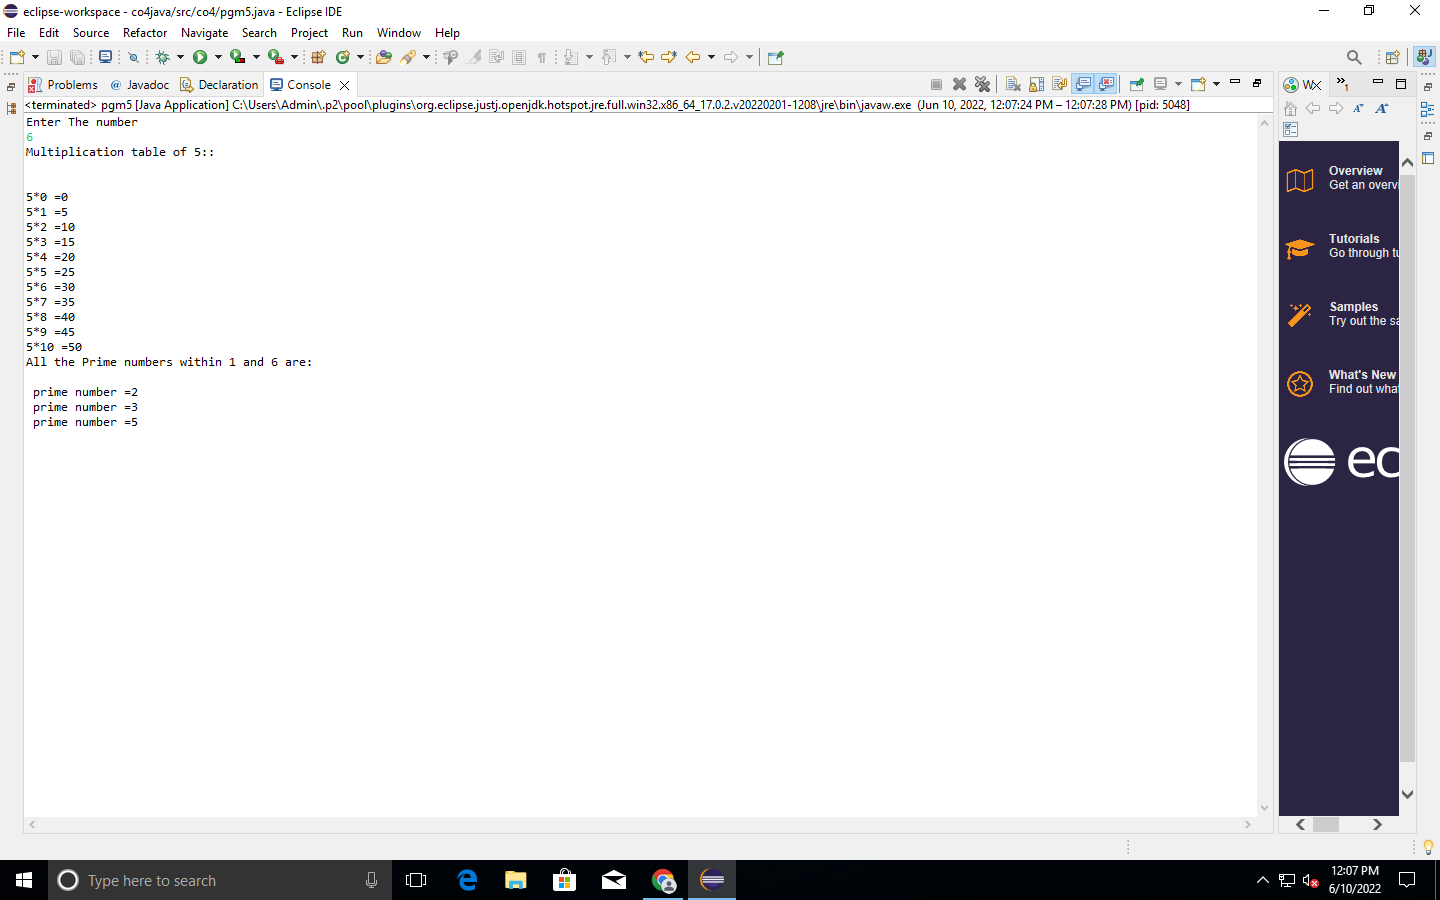 eclipse-workspace - co4java/src/co4/pgm5.java - Eclipse IDE
File Edit Source Refactor Navigate Search Project Run Window Help
Problems @ Javadoc Declaration Console
<terminated> pgm5 [Java Application] C:\Users\Admin\.p2\pool\plugins\org.eclipse.justj.openjdk.hotspot.jre.full.win32.x86_64_17.0.2.v20220201-1208\jre\bin\javaw.exe (Jun 10, 2022, 12:07:24 PM – 12:07:28 PM) [pid: 5048]
Enter The number
6
Multiplication table of 5::
5*0 =0
5*1 =5
5*2 =10
5*3 =15
5*4 =20
5*5 =25
5*6 =30
5*7 =35
5*8 =40
5*9 =45
5*10 =50
All the Prime numbers within 1 and 6 are:
prime number =2
prime number =3
prime number =5
»1
Overview
Get an overvi
Tutorials
Go through tu
Samples
Try out the sa
What's New
Find out what
ec
Type here to search
12:07 PM
6/10/2022